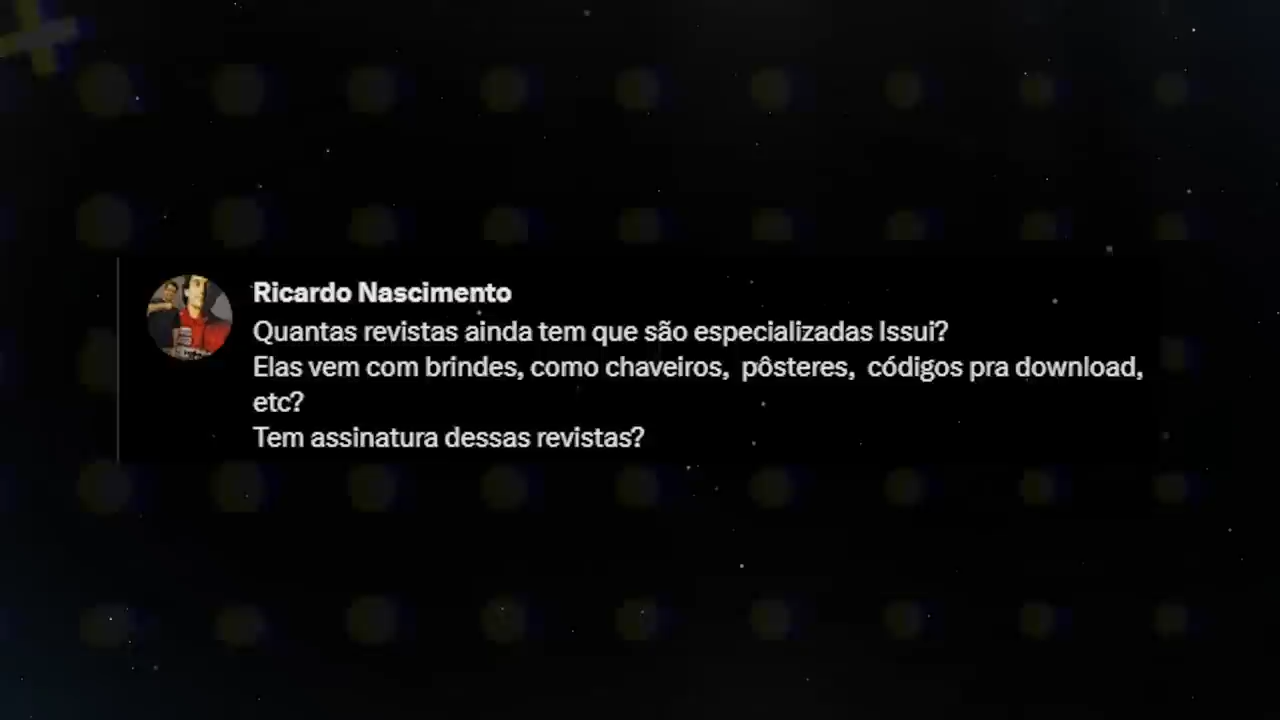 Ricardo Nascimento
Quantas revistas ainda tem que são especializadas Issui?
Elas vem com brindes, como chaveiros, pôsteres, códigos pra download,
etc?
Tem assinatura dessas revistas?